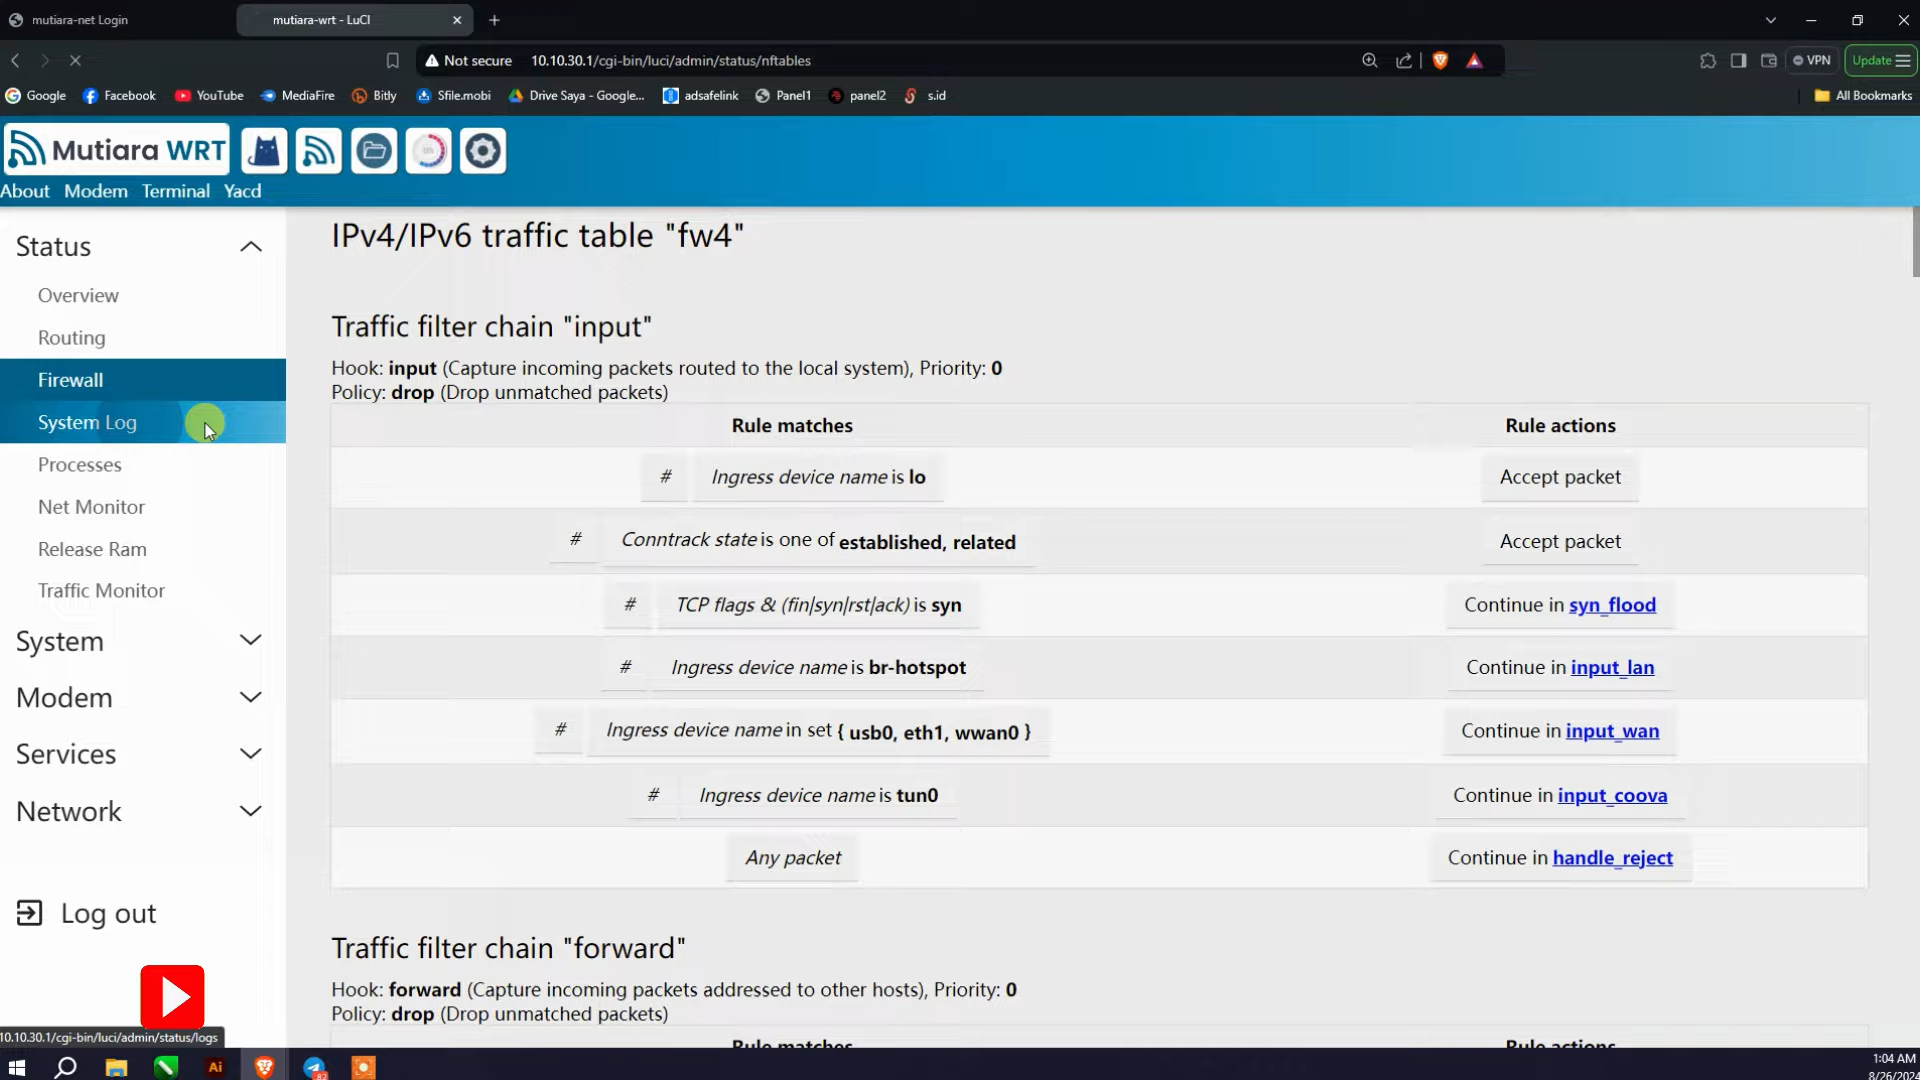 mutiara-net Login
mutiara-wrt - LuCI
Not secure
10.10.30.1/cgi-bin/luci/admin/status/nftables
VPN
Update
Google
Facebook
YouTube
MediaFire
Bitly
Sfile.mobi
Drive Saya - Google...
adsafelink
Panel1
panel2
s.id
All Bookmarks
Mutiara WRT
About Modem Terminal Yacd
Status
Overview
Routing
Firewall
System Log
Processes
Net Monitor
Release Ram
Traffic Monitor
System
Modem
Services
Network
Log out
10.10.30.1/cgi-bin/luci/admin/status/logs
IPv4/IPv6 traffic table "fw4"
Traffic filter chain "input"
Hook: input (Capture incoming packets routed to the local system), Priority: 0
Policy: drop (Drop unmatched packets)
Rule matches Rule actions
# Ingress device name is lo Accept packet
# Conntrack state is one of established, related Accept packet
# TCP flags & (fin|syn|rst|ack) is syn Continue in syn_flood
# Ingress device name is br-hotspot Continue in input_lan
# Ingress device name in set { usb0, eth1, wwan0 } Continue in input_wan
# Ingress device name is tun0 Continue in input_coova
Any packet Continue in handle_reject
Traffic filter chain "forward"
Hook: forward (Capture incoming packets addressed to other hosts), Priority: 0
Policy: drop (Drop unmatched packets)
Rule matches Rule actions
Ai
82
1:04 AM
8/26/2024